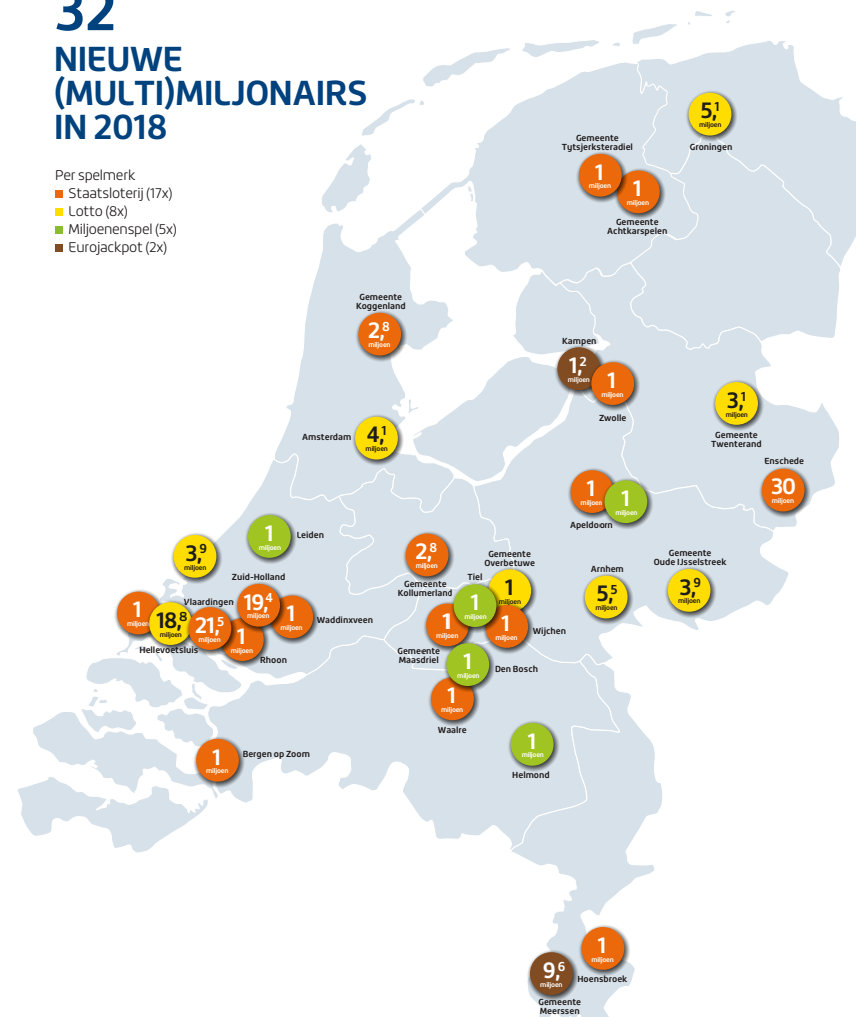 32
NIEUWE
(MULTI)MILJONAIRS
IN 2018
Per spelmerk
Staatsloterij (17x)
Lotto (8x)
Miljoenenspel (5x)
Eurojackpot (2x)
5,1
miljoen
Groningen
Gemeente
Tytsjerksteradiel
1
miljoen
1
miljoen
Gemeente
Achtkarspelen
Gemeente
Koggenland
2,8
miljoen
Kampen
1,2
miljoen
1
miljoen
Zwolle
3,1
miljoen
Gemeente
Twenterand
Amsterdam
4,1
miljoen
Enschede
30
miljoen
1
miljoen
1
miljoen
Apeldoorn
1
miljoen
Leiden
3,9
miljoen
2,8
miljoen
Gemeente
Kollumerland
Gemeente
Overbetuwe
1
miljoen
Tiel
1
miljoen
Arnhem
5,5
miljoen
Gemeente
Oude IJsselstreek
3,9
miljoen
Zuid-Holland
19,4
miljoen
1
miljoen
Waddinxveen
1
miljoen
18,8
miljoen
Hellevoetsluis
Vlaardingen
21,5
miljoen
1
miljoen
Rhoon
1
miljoen
Gemeente
Maasdriel
1
miljoen
Wijchen
1
miljoen
Den Bosch
1
miljoen
Waalre
1
miljoen
Bergen op Zoom
1
miljoen
Helmond
1
miljoen
Hoensbroek
9,6
miljoen
Gemeente
Meerssen